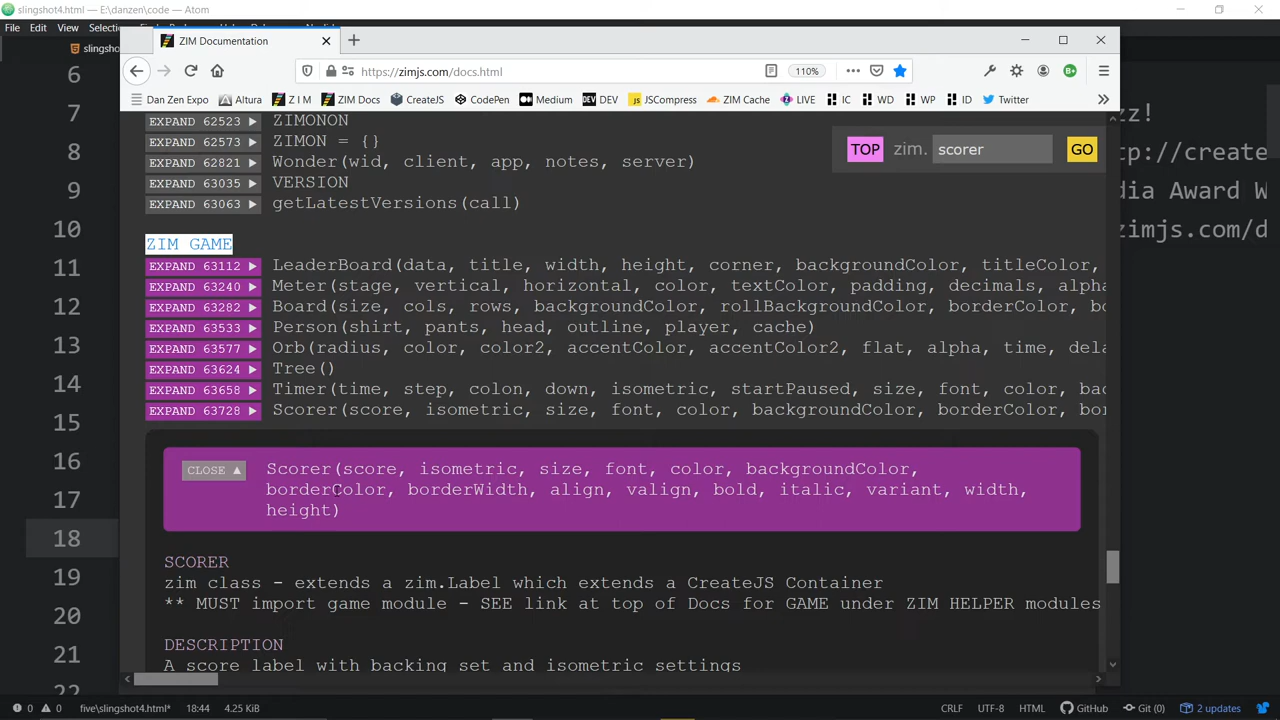 slingshot4.html — E:\danzen\code — Atom
File Edit View Selectio
slingsho
ZIM Documentation
https://zimjs.com/docs.html
110%
Dan Zen Expo Altura Z I M ZIM Docs CreateJS CodePen Medium DEV JSCompress ZIM Cache LIVE IC WD WP ID Twitter
EXPAND 62523 ZIMONON
EXPAND 62573 ZIMON = {}
EXPAND 62821 Wonder(wid, client, app, notes, server)
EXPAND 63035 VERSION
EXPAND 63063 getLatestVersions(call)
TOP zim. scorer GO
ZIM GAME
EXPAND 63112 LeaderBoard(data, title, width, height, corner, backgroundColor, titleColor,
EXPAND 63240 Meter(stage, vertical, horizontal, color, textColor, padding, decimals, alpha
EXPAND 63282 Board(size, cols, rows, backgroundColor, rollBackgroundColor, borderColor, bo
EXPAND 63533 Person(shirt, pants, head, outline, player, cache)
EXPAND 63577 Orb(radius, color, color2, accentColor, accentColor2, flat, alpha, time, dela
EXPAND 63624 Tree()
EXPAND 63658 Timer(time, step, colon, down, isometric, startPaused, size, font, color, bac
EXPAND 63728 Scorer(score, isometric, size, font, color, backgroundColor, borderColor, bor
CLOSE Scorer(score, isometric, size, font, color, backgroundColor,
borderColor, borderWidth, align, valign, bold, italic, variant, width,
height)
SCORER
zim class - extends a zim.Label which extends a CreateJS Container
** MUST import game module - SEE link at top of Docs for GAME under ZIM HELPER modules
DESCRIPTION
A score label with backing set and isometric settings
6
7
8
9
10
11
12
13
14
15
16
17
18
19
20
21
22
zz!
tp://create
dia Award W
zimjs.com/d
0 0 five\slingshot4.html* 18:44 4.25 KiB CRLF UTF-8 HTML GitHub Git (0) 2 updates